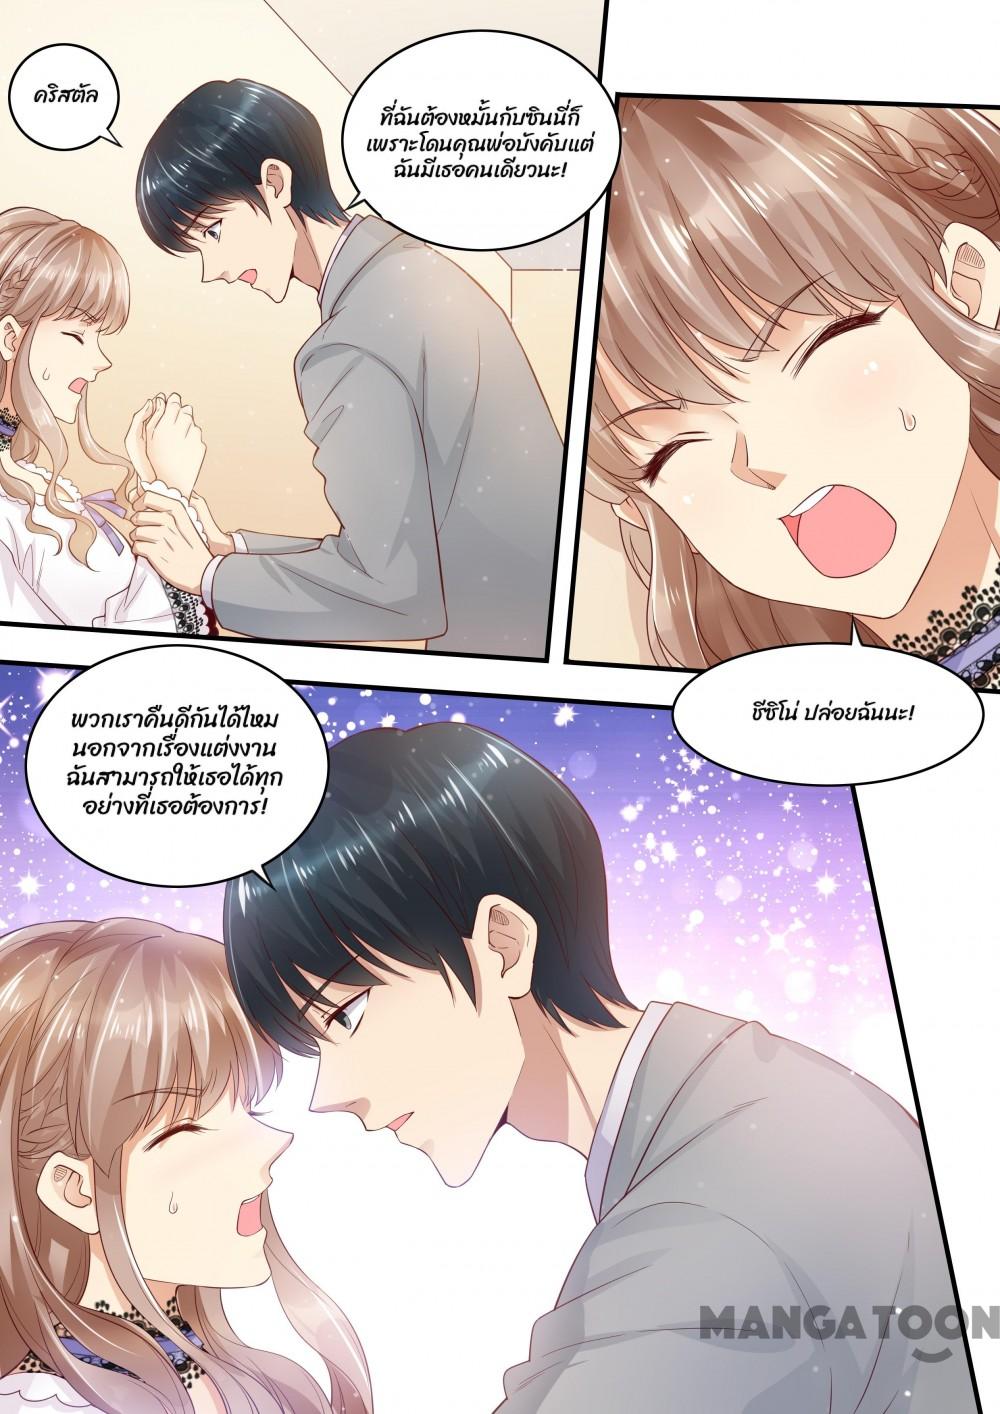 คริสตัล
ที่ฉันต้องหมั้นกับซินนี่ก็
เพราะโดนคุณพ่อบังคับแต่
ฉันมีเธอคนเดียวนะ!
ชีซิโน่ ปล่อยฉันนะ!
พวกเราคืนดีกันได้ไหม
นอกจากเรื่องแต่งงาน
ฉันสามารถให้เธอได้ทุก
อย่างที่เธอต้องการ!
MANGATOON